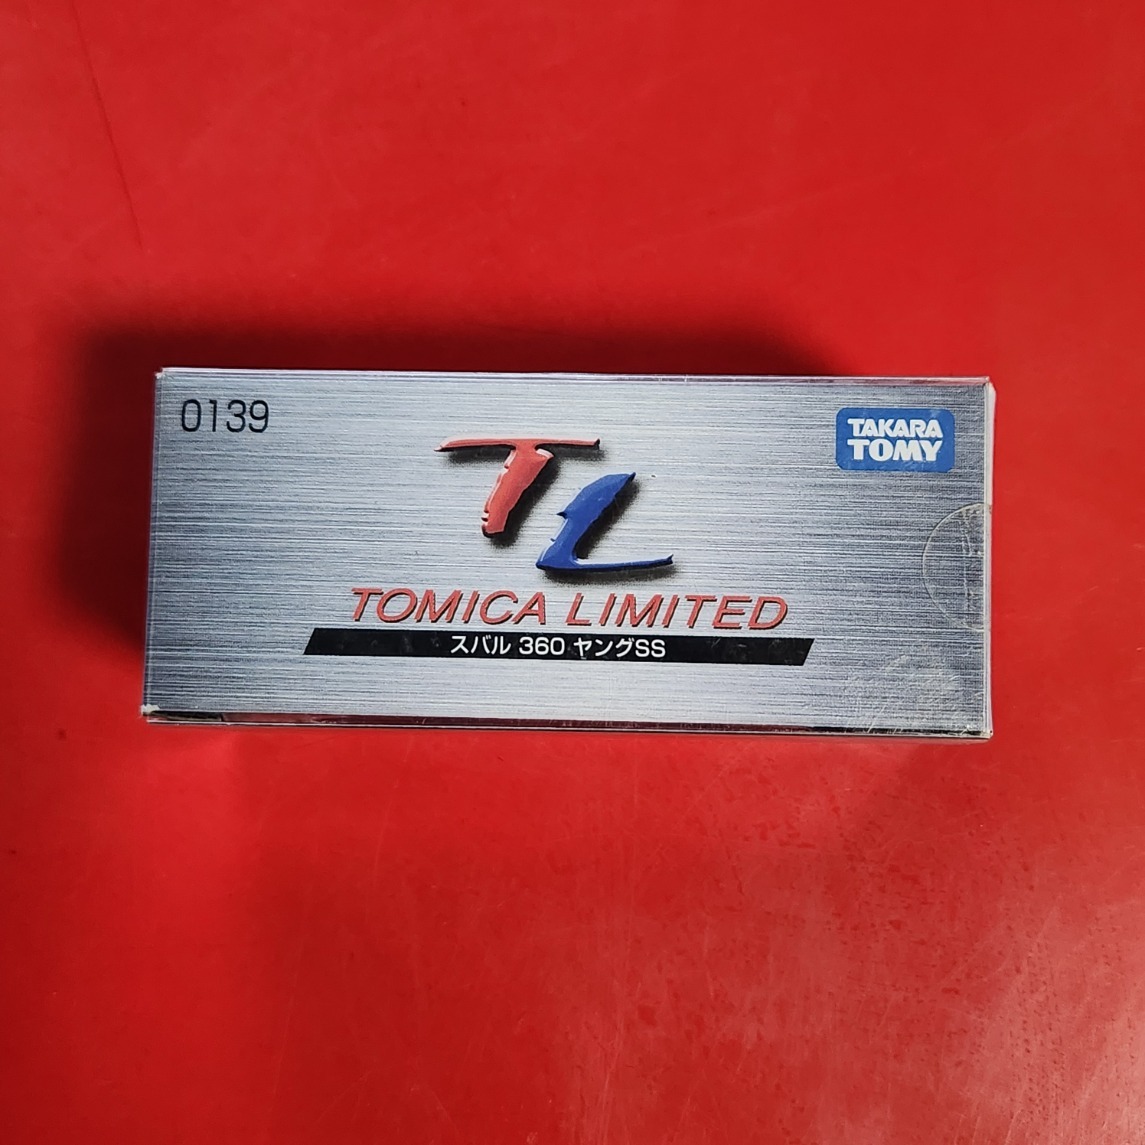 0139
TAKARA
TOMY
TL
TOMICA LIMITED
スバル 360 ヤングSS